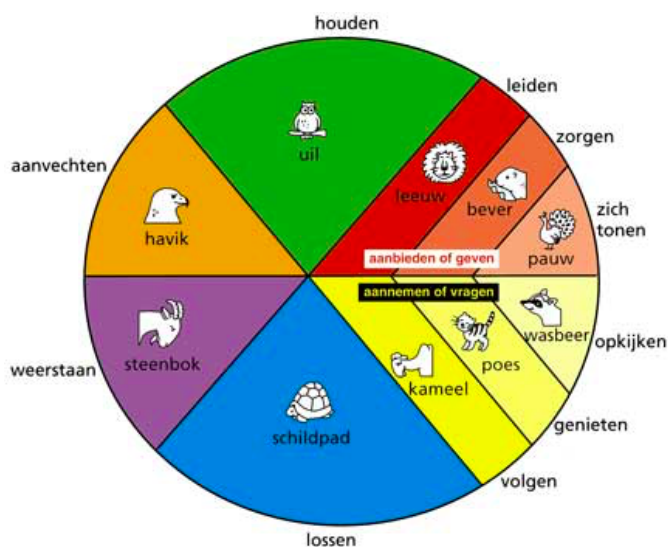 houden
leiden
zorgen
zich
tonen
aanvechten
uil
leeuw
bever
pauw
havik
aanbieden of geven
aannemen of vragen
steenbok
wasbeer
opkijken
poes
weerstaan
kameel
genieten
schildpad
volgen
lossen